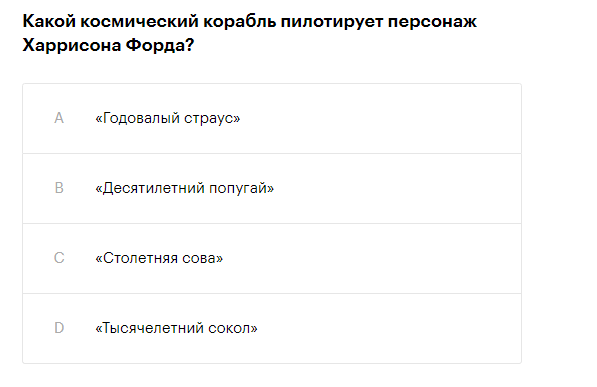 Какой космический корабль пилотирует персонаж
Харрисона Форда?
A «Годовалый страус»
B «Десятилетний попугай»
C «Столетняя сова»
D «Тысячелетний сокол»